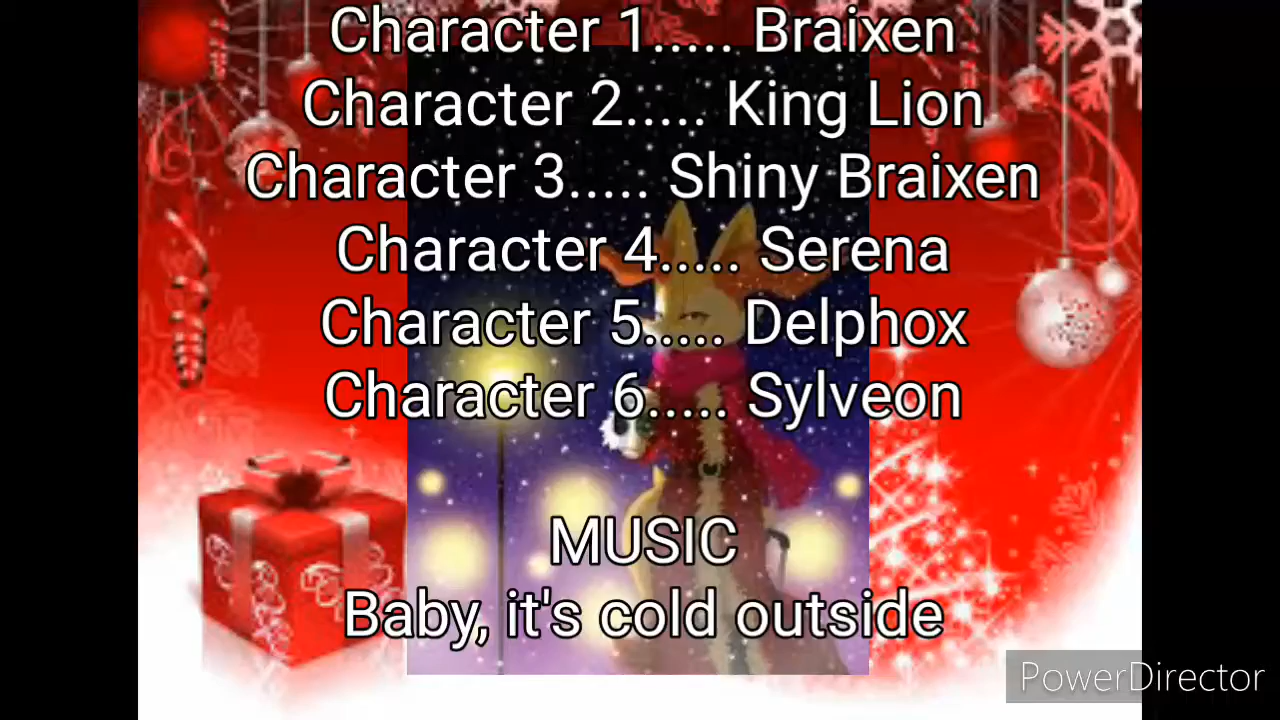 Character 1..... Braixen
Character 2..... King Lion
Character 3..... Shiny Braixen
Character 4..... Serena
Character 5..... Delphox
Character 6..... Sylveon
MUSIC
Baby, it's cold outside
PowerDirector